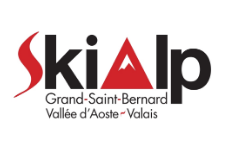 SkiAlp
Grand-Saint-Bernard
Vallée d'Aoste-Valais